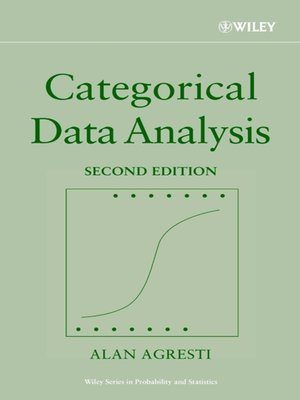 WILEY
Categorical
Data Analysis
SECOND EDITION
ALAN AGRESTI
Wiley Series in Probability and Statistics